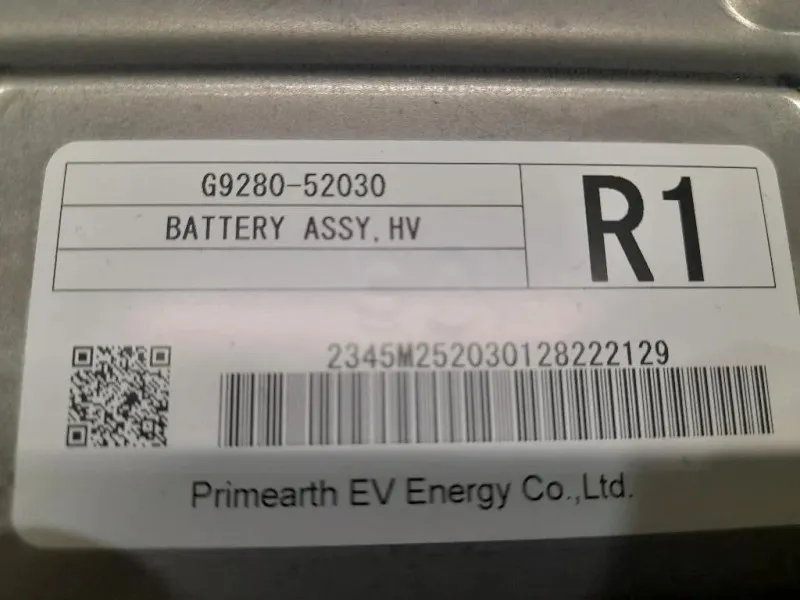 G9280-52030
BATTERY ASSY,HV
R1
2345M252030128222129
Primearth EV Energy Co.,Ltd.